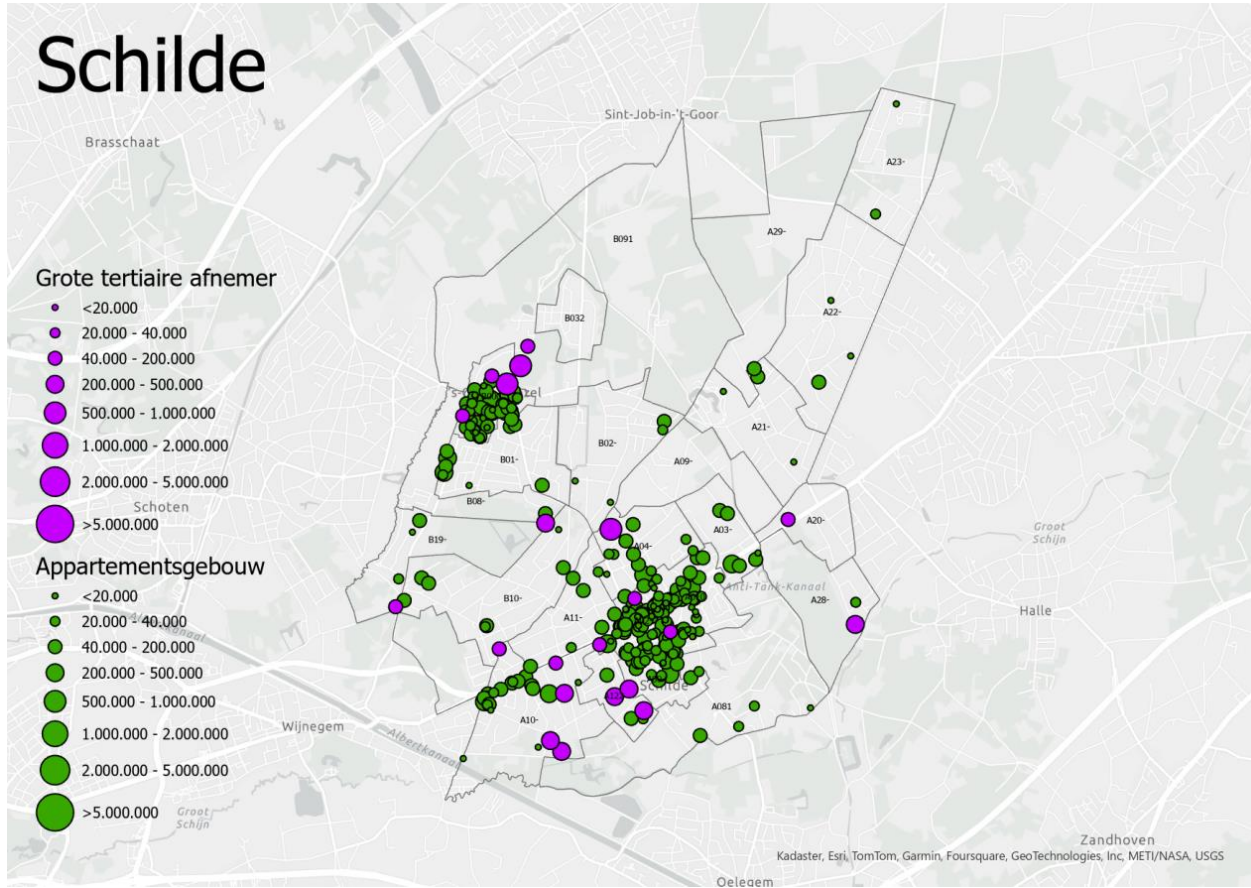 Schilde
Brasschaat
Sint-Job-in-'t-Goor
A23-
A29-
B091
Grote tertiaire afnemer
<20.000
20.000 - 40.000
40.000 - 200.000
200.000 - 500.000
500.000 - 1.000.000
1.000.000 - 2.000.000
2.000.000 - 5.000.000
>5.000.000
Schoten
Appartementsgebouw
<20.000
20.000 - 40.000
40.000 - 200.000
200.000 - 500.000
500.000 - 1.000.000
1.000.000 - 2.000.000
2.000.000 - 5.000.000
>5.000.000
A22-
B032
A21-
B02-
B01-
A09-
B08-
A20-
A03-
B19-
A04-
Groot
Schijn
Anti-Tank-Kanaal
B10-
A28-
Halle
A11-
Albertkanaal
Schilde
A10-
A081
Wijnegem
Albertkanaal
Groot
Schijn
Zandhoven
Kadaster, Esri, TomTom, Garmin, Foursquare, GeoTechnologies, Inc, METI/NASA, USGS
Oelegem